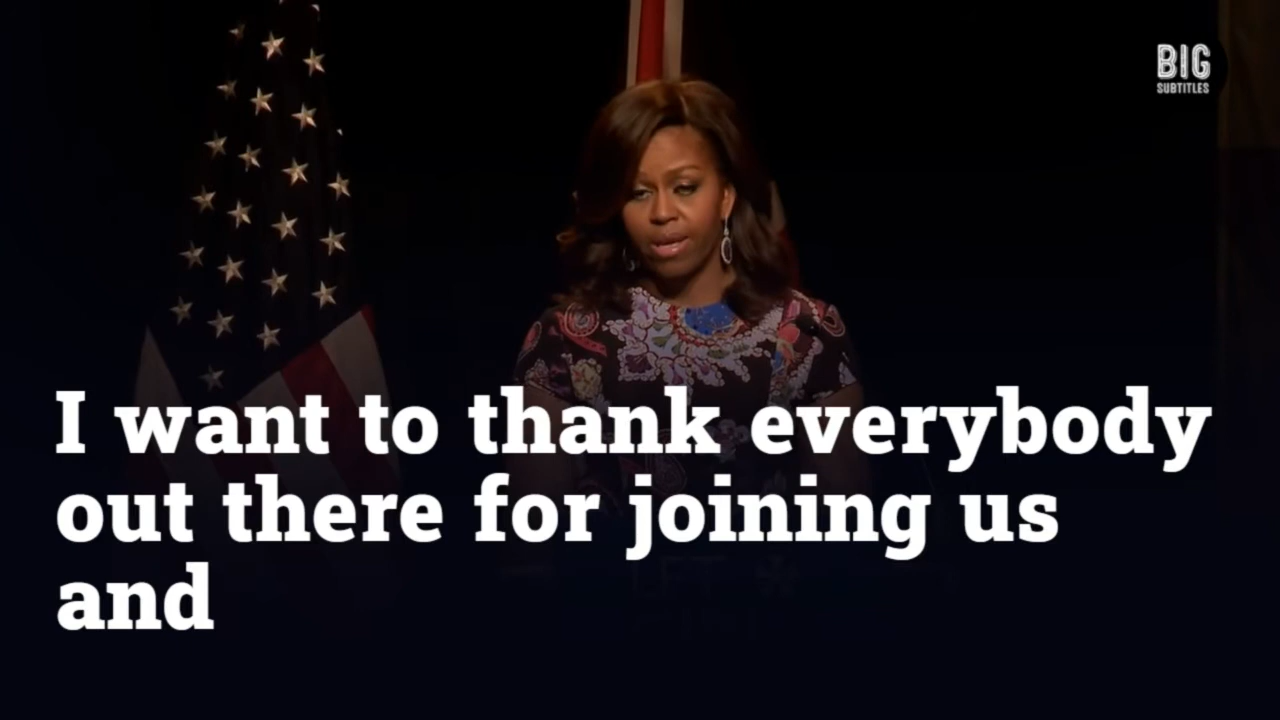 BIG
SUBTITLES
I want to thank everybody
out there for joining us
and